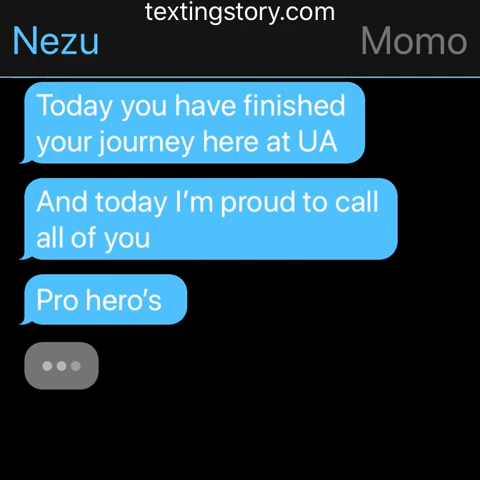 textingstory.com
Nezu
Momo
Today you have finished
your journey here at UA
And today I’m proud to call
all of you
Pro hero’s